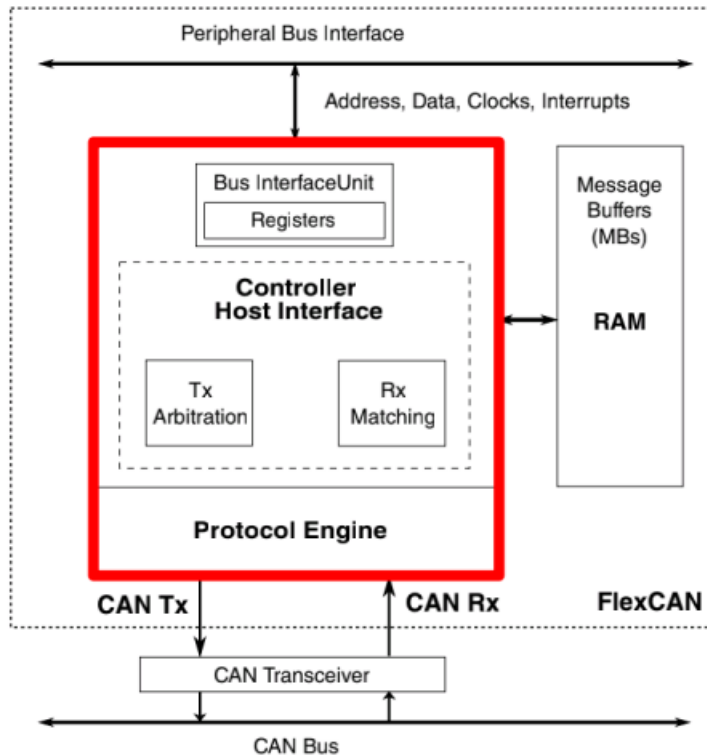 Peripheral Bus Interface
Address, Data, Clocks, Interrupts
Bus InterfaceUnit
Registers
Controller
Host Interface
Tx
Arbitration
Rx
Matching
Protocol Engine
Message
Buffers
(MBs)
RAM
CAN Tx
CAN Rx
FlexCAN
CAN Transceiver
CAN Bus